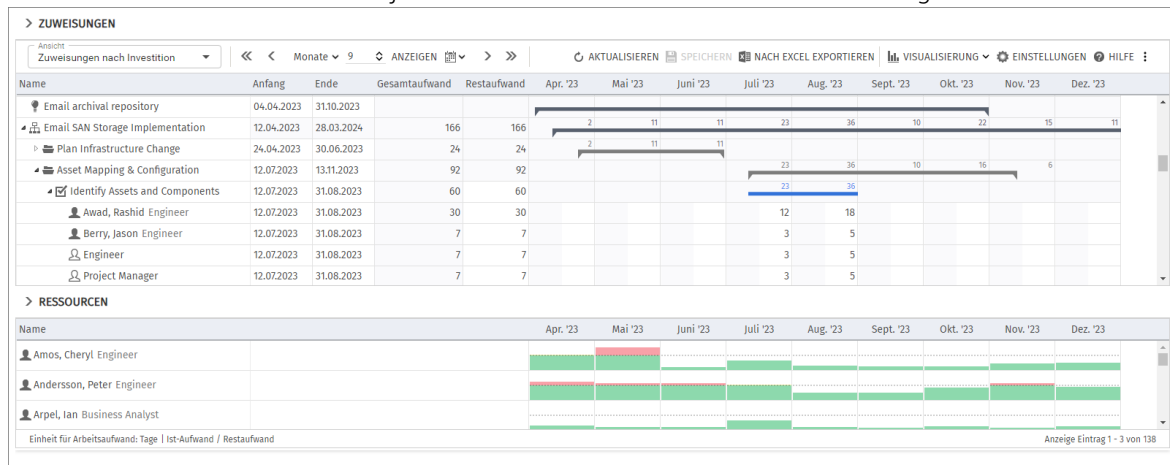 ZUWEISUNGEN
Ansicht
Zuweisungen nach Investition Monate 9 ANZEIGEN AKTUALISIEREN SPEICHERN NACH EXCEL EXPORTIEREN VISUALISIERUNG EINSTELLUNGEN HILFE
Name Anfang Ende Gesamtaufwand Restaufwand Apr. '23 Mai '23 Juni '23 Juli '23 Aug. '23 Sept. '23 Okt. '23 Nov. '23 Dez. '23
Email archival repository 04.04.2023 31.10.2023
Email SAN Storage Implementation 12.04.2023 28.03.2024 166 166 2 11 11 23 36 10 22 15 11
Plan Infrastructure Change 24.04.2023 30.06.2023 24 24 2 11 11
Asset Mapping & Configuration 12.07.2023 13.11.2023 92 92 23 36 10 16 6
Identify Assets and Components 12.07.2023 31.08.2023 60 60 23 36
Awad, Rashid Engineer 12.07.2023 31.08.2023 30 30 12 18
Berry, Jason Engineer 12.07.2023 31.08.2023 7 7 3 5
Engineer 12.07.2023 31.08.2023 7 7 3 5
Project Manager 12.07.2023 31.08.2023 7 7 3 5
RESSOURCEN
Name Apr. '23 Mai '23 Juni '23 Juli '23 Aug. '23 Sept. '23 Okt. '23 Nov. '23 Dez. '23
Amos, Cheryl Engineer
Andersson, Peter Engineer
Arpel, Ian Business Analyst
Einheit für Arbeitsaufwand: Tage | Ist-Aufwand / Restaufwand Anzeige Eintrag 1 - 3 von 138